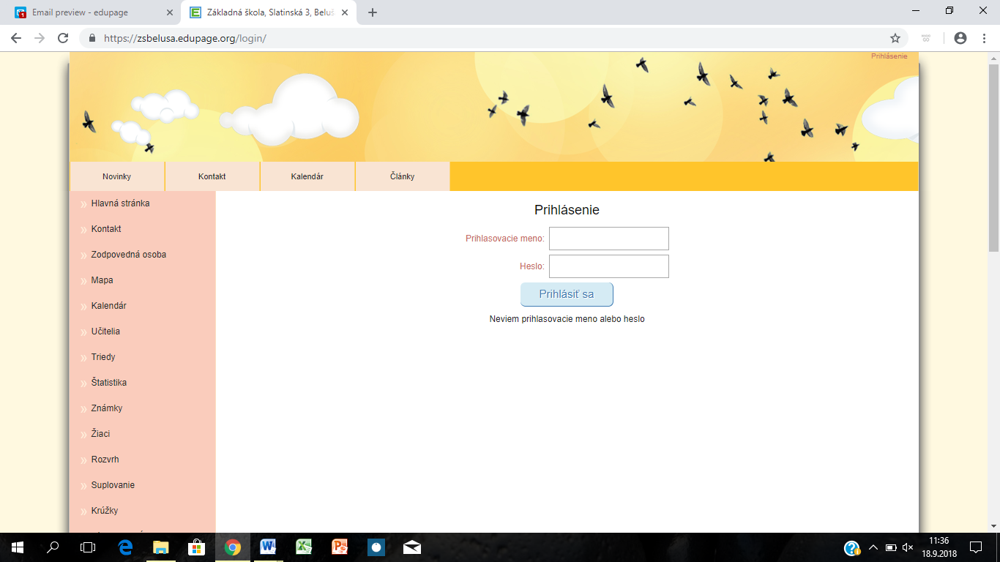 Email preview - edupage
Základná škola, Slatinská 3, Beluš
https://zsbelusa.edupage.org/login/
Prihlásenie
Novinky
Kontakt
Kalendár
Články
Hlavná stránka
Kontakt
Zodpovedná osoba
Mapa
Kalendár
Učitelia
Triedy
Štatistika
Známky
Žiaci
Rozvrh
Suplovanie
Krúžky
Prihlásenie
Prihlasovacie meno:
Heslo:
Prihlásiť sa
Neviem prihlasovacie meno alebo heslo
11:36
18.9.2018